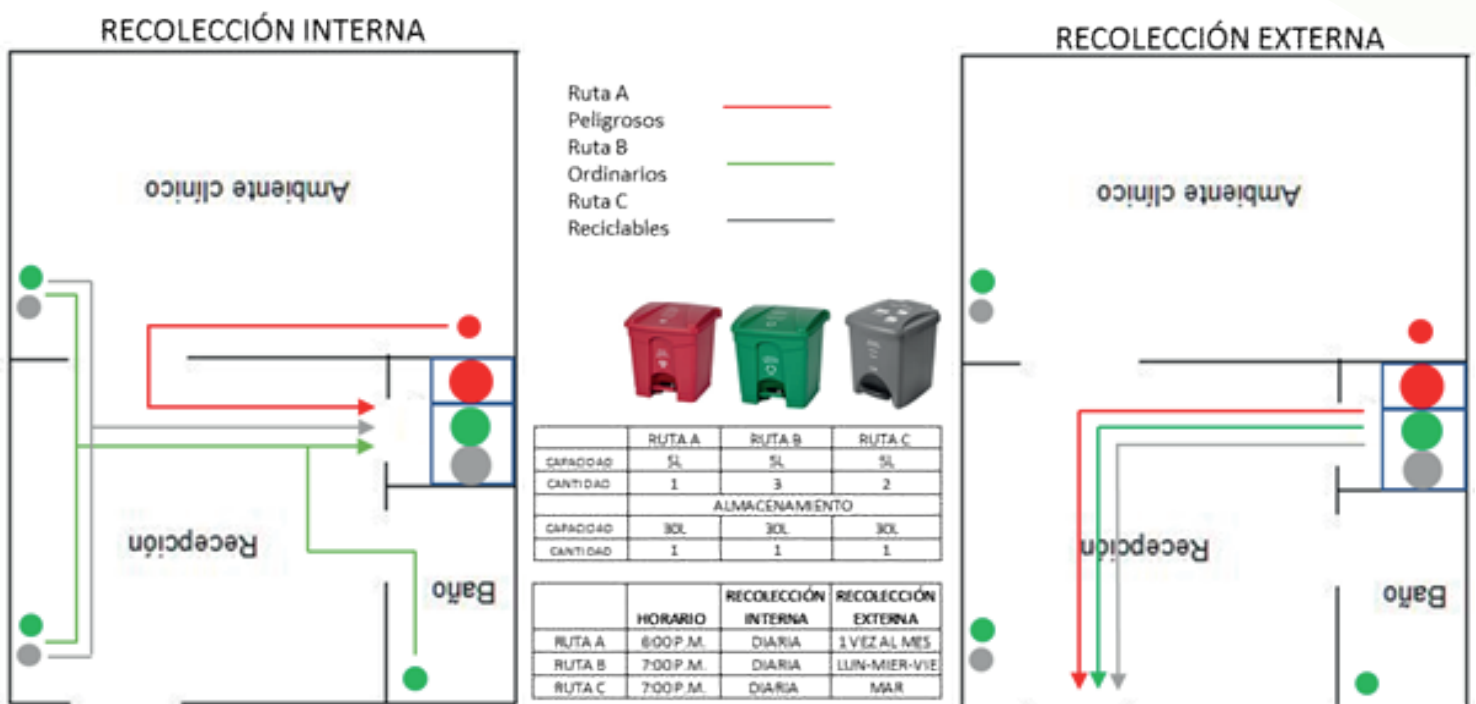 RECOLECCIÓN INTERNA
Ambiente clínico
Recepción
Baño
Ruta A
Peligrosos
Ruta B
Ordinarios
Ruta C
Reciclables
RUTA A RUTA B RUTA C
CAPACIDAD 5L 5L 5L
CANTIDAD 1 3 2
ALMACENAMIENTO
CAPACIDAD 30L 30L 30L
CANTIDAD 1 1 1
HORARIO RECOLECCIÓN INTERNA RECOLECCIÓN EXTERNA
RUTA A 6:00 P.M. DIARIA 1 VEZ AL MES
RUTA B 7:00 P.M. DIARIA LUN-MIER-VIE
RUTA C 7:00 P.M. DIARIA MAR
RECOLECCIÓN EXTERNA
Ambiente clínico
Recepción
Baño